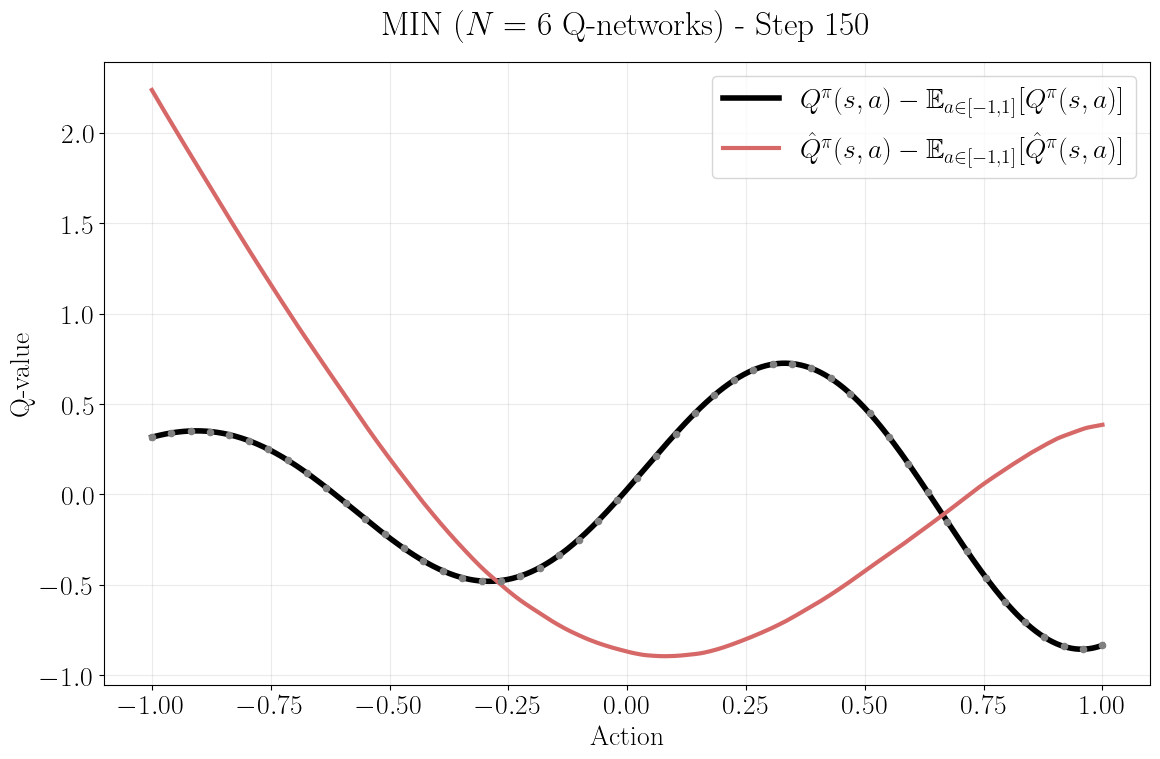 MIN (N = 6 Q-networks) - Step 150
Q^π(s, a) − 𝔼_{a∈[−1,1]}[Q^π(s, a)]
Q̂^π(s, a) − 𝔼_{a∈[−1,1]}[Q̂^π(s, a)]
Q-value
2.0
1.5
1.0
0.5
0.0
−0.5
−1.0
−1.00 −0.75 −0.50 −0.25 0.00 0.25 0.50 0.75 1.00
Action